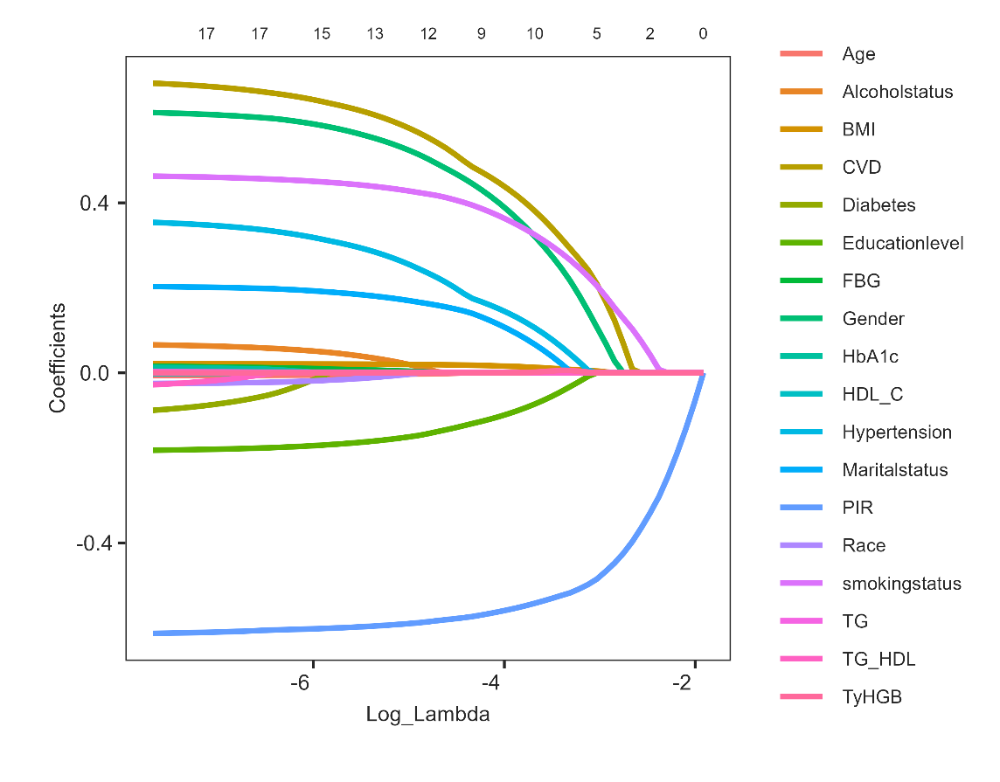 17 17 15 13 12 9 10 5 2 0
0.4
0.0
-0.4
Coefficients
-6 -4 -2
Log_Lambda
Age
Alcoholstatus
BMI
CVD
Diabetes
Educationlevel
FBG
Gender
HbA1c
HDL_C
Hypertension
Maritalstatus
PIR
Race
smokingstatus
TG
TG_HDL
TyHGB